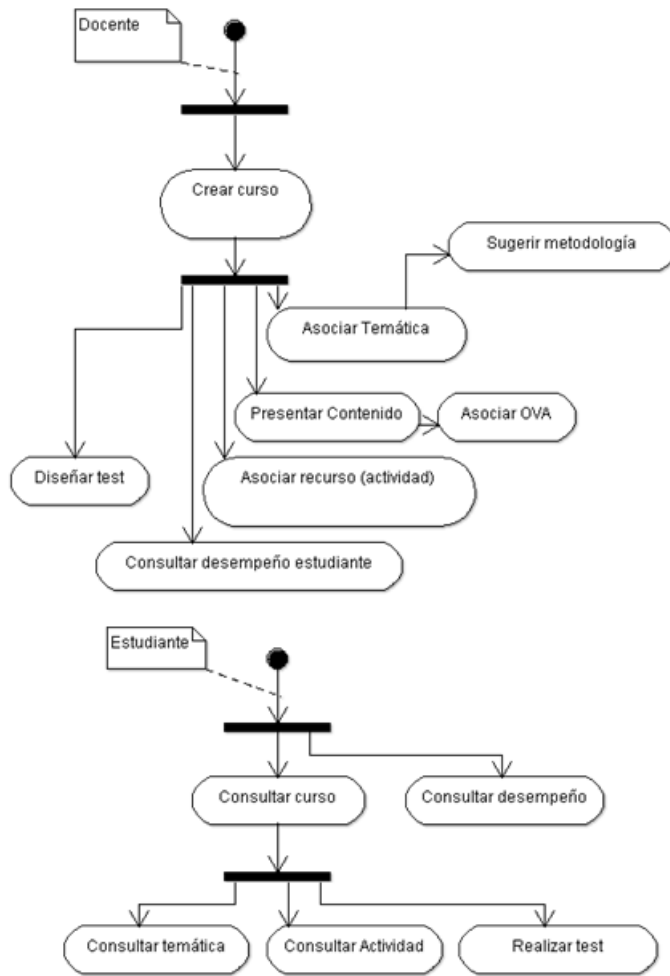 Docente
Crear curso
Sugerir metodología
Asociar Temática
Presentar Contenido
Asociar OVA
Diseñar test
Asociar recurso (actividad)
Consultar desempeño estudiante
Estudiante
Consultar curso
Consultar desempeño
Consultar temática
Consultar Actividad
Realizar test